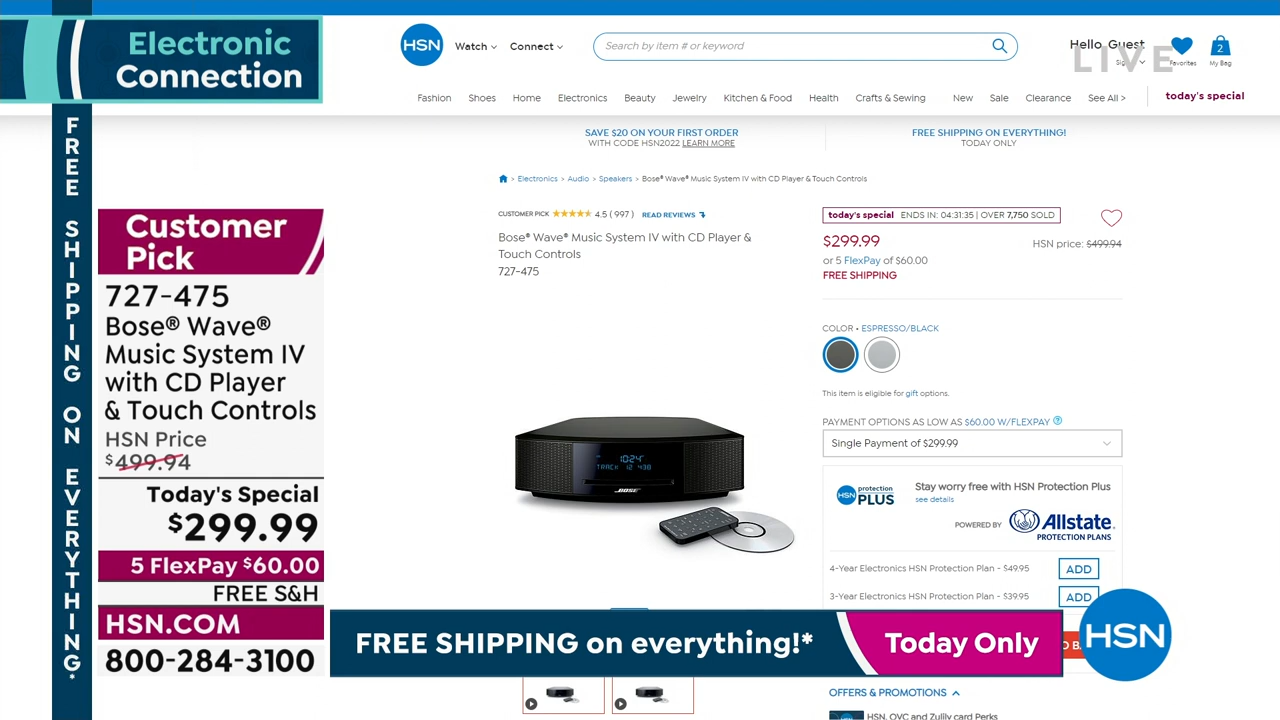 Electronic
Connection
FREE SHIPPING ON EVERYTHING!*
Customer
Pick
727-475
Bose® Wave®
Music System IV
with CD Player
& Touch Controls
HSN Price
$499.94
Today's Special
$299.99
5 FlexPay $60.00
FREE S&H
HSN.COM
800-284-3100
HSN
Watch
Connect
Search by item # or keyword
Hello, Guest
LIVE
Favorites
2
My Bag
Fashion Shoes Home Electronics Beauty Jewelry Kitchen & Food Health Crafts & Sewing New Sale Clearance See All > today's special
SAVE $20 ON YOUR FIRST ORDER
WITH CODE HSN2022 LEARN MORE
FREE SHIPPING ON EVERYTHING!
TODAY ONLY
> Electronics > Audio > Speakers > Bose® Wave® Music System IV with CD Player & Touch Controls
CUSTOMER PICK 4.5 ( 997 ) READ REVIEWS
Bose® Wave® Music System IV with CD Player &
Touch Controls
727-475
10:24
TRACK 12 4:38
BOSE
today's special ENDS IN: 04:31:35 | OVER 7,750 SOLD
$299.99
HSN price: $499.94
or 5 FlexPay of $60.00
FREE SHIPPING
COLOR • ESPRESSO/BLACK
This item is eligible for gift options.
PAYMENT OPTIONS AS LOW AS $60.00 W/FLEXPAY ?
Single Payment of $299.99
HSN protection PLUS
Stay worry free with HSN Protection Plus
see details
POWERED BY Allstate
PROTECTION PLANS
4-Year Electronics HSN Protection Plan - $49.95 ADD
3-Year Electronics HSN Protection Plan - $39.95 ADD
FREE SHIPPING on everything!*
Today Only
HSN
OFFERS & PROMOTIONS
HSN, QVC and Zulily card Perks